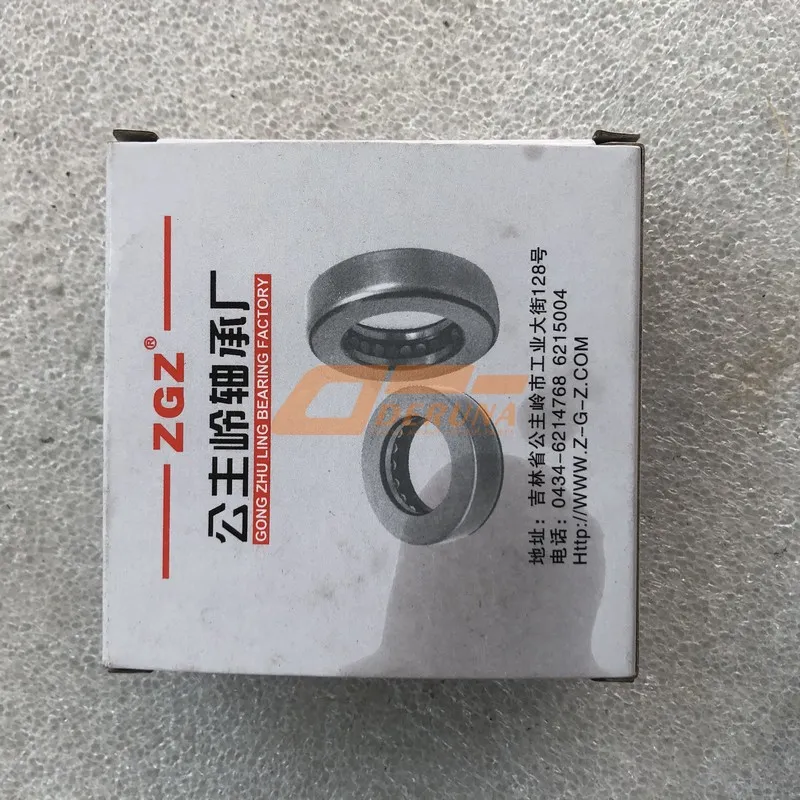 ZGZ®
公主岭轴承厂
GONG ZHU LING BEARING FACTORY
DERUNA
地址：吉林省公主岭市工业大街128号
电话：0434-6214768 6215004
Http://WWW.Z-G-Z.COM